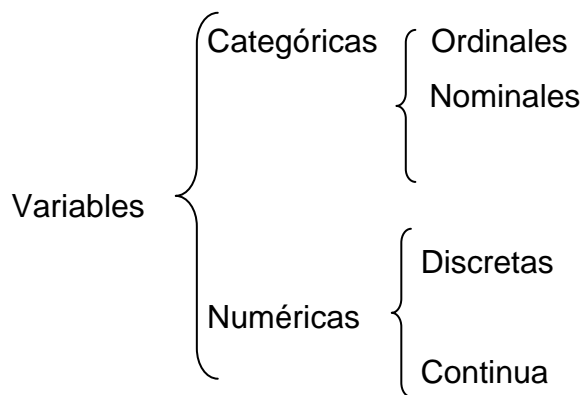 Categóricas Ordinales
Nominales
Variables
Discretas
Numéricas
Continua